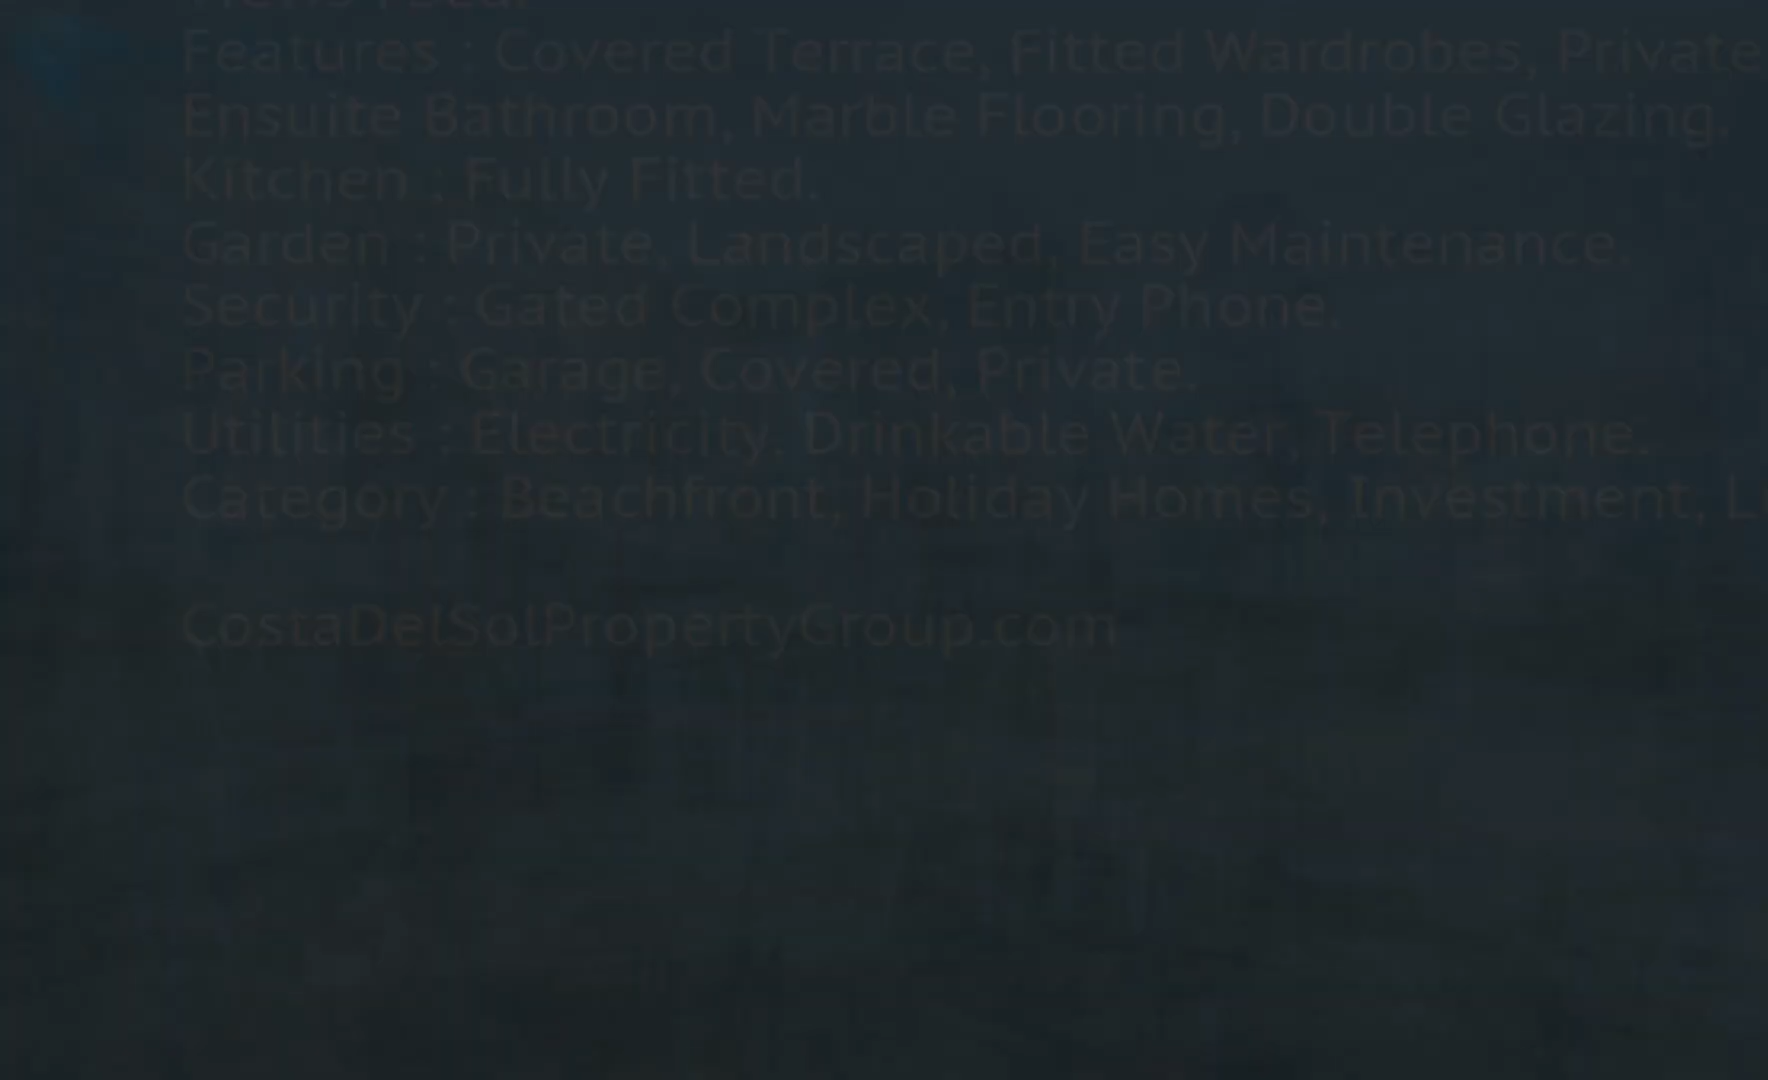 Views : Sea.
Features : Covered Terrace, Fitted Wardrobes, Private
Ensuite Bathroom, Marble Flooring, Double Glazing.
Kitchen : Fully Fitted.
Garden : Private, Landscaped, Easy Maintenance.
Security : Gated Complex, Entry Phone.
Parking : Garage, Covered, Private.
Utilities : Electricity, Drinkable Water, Telephone.
Category : Beachfront, Holiday Homes, Investment,
CostaDelSolPropertyGroup.com